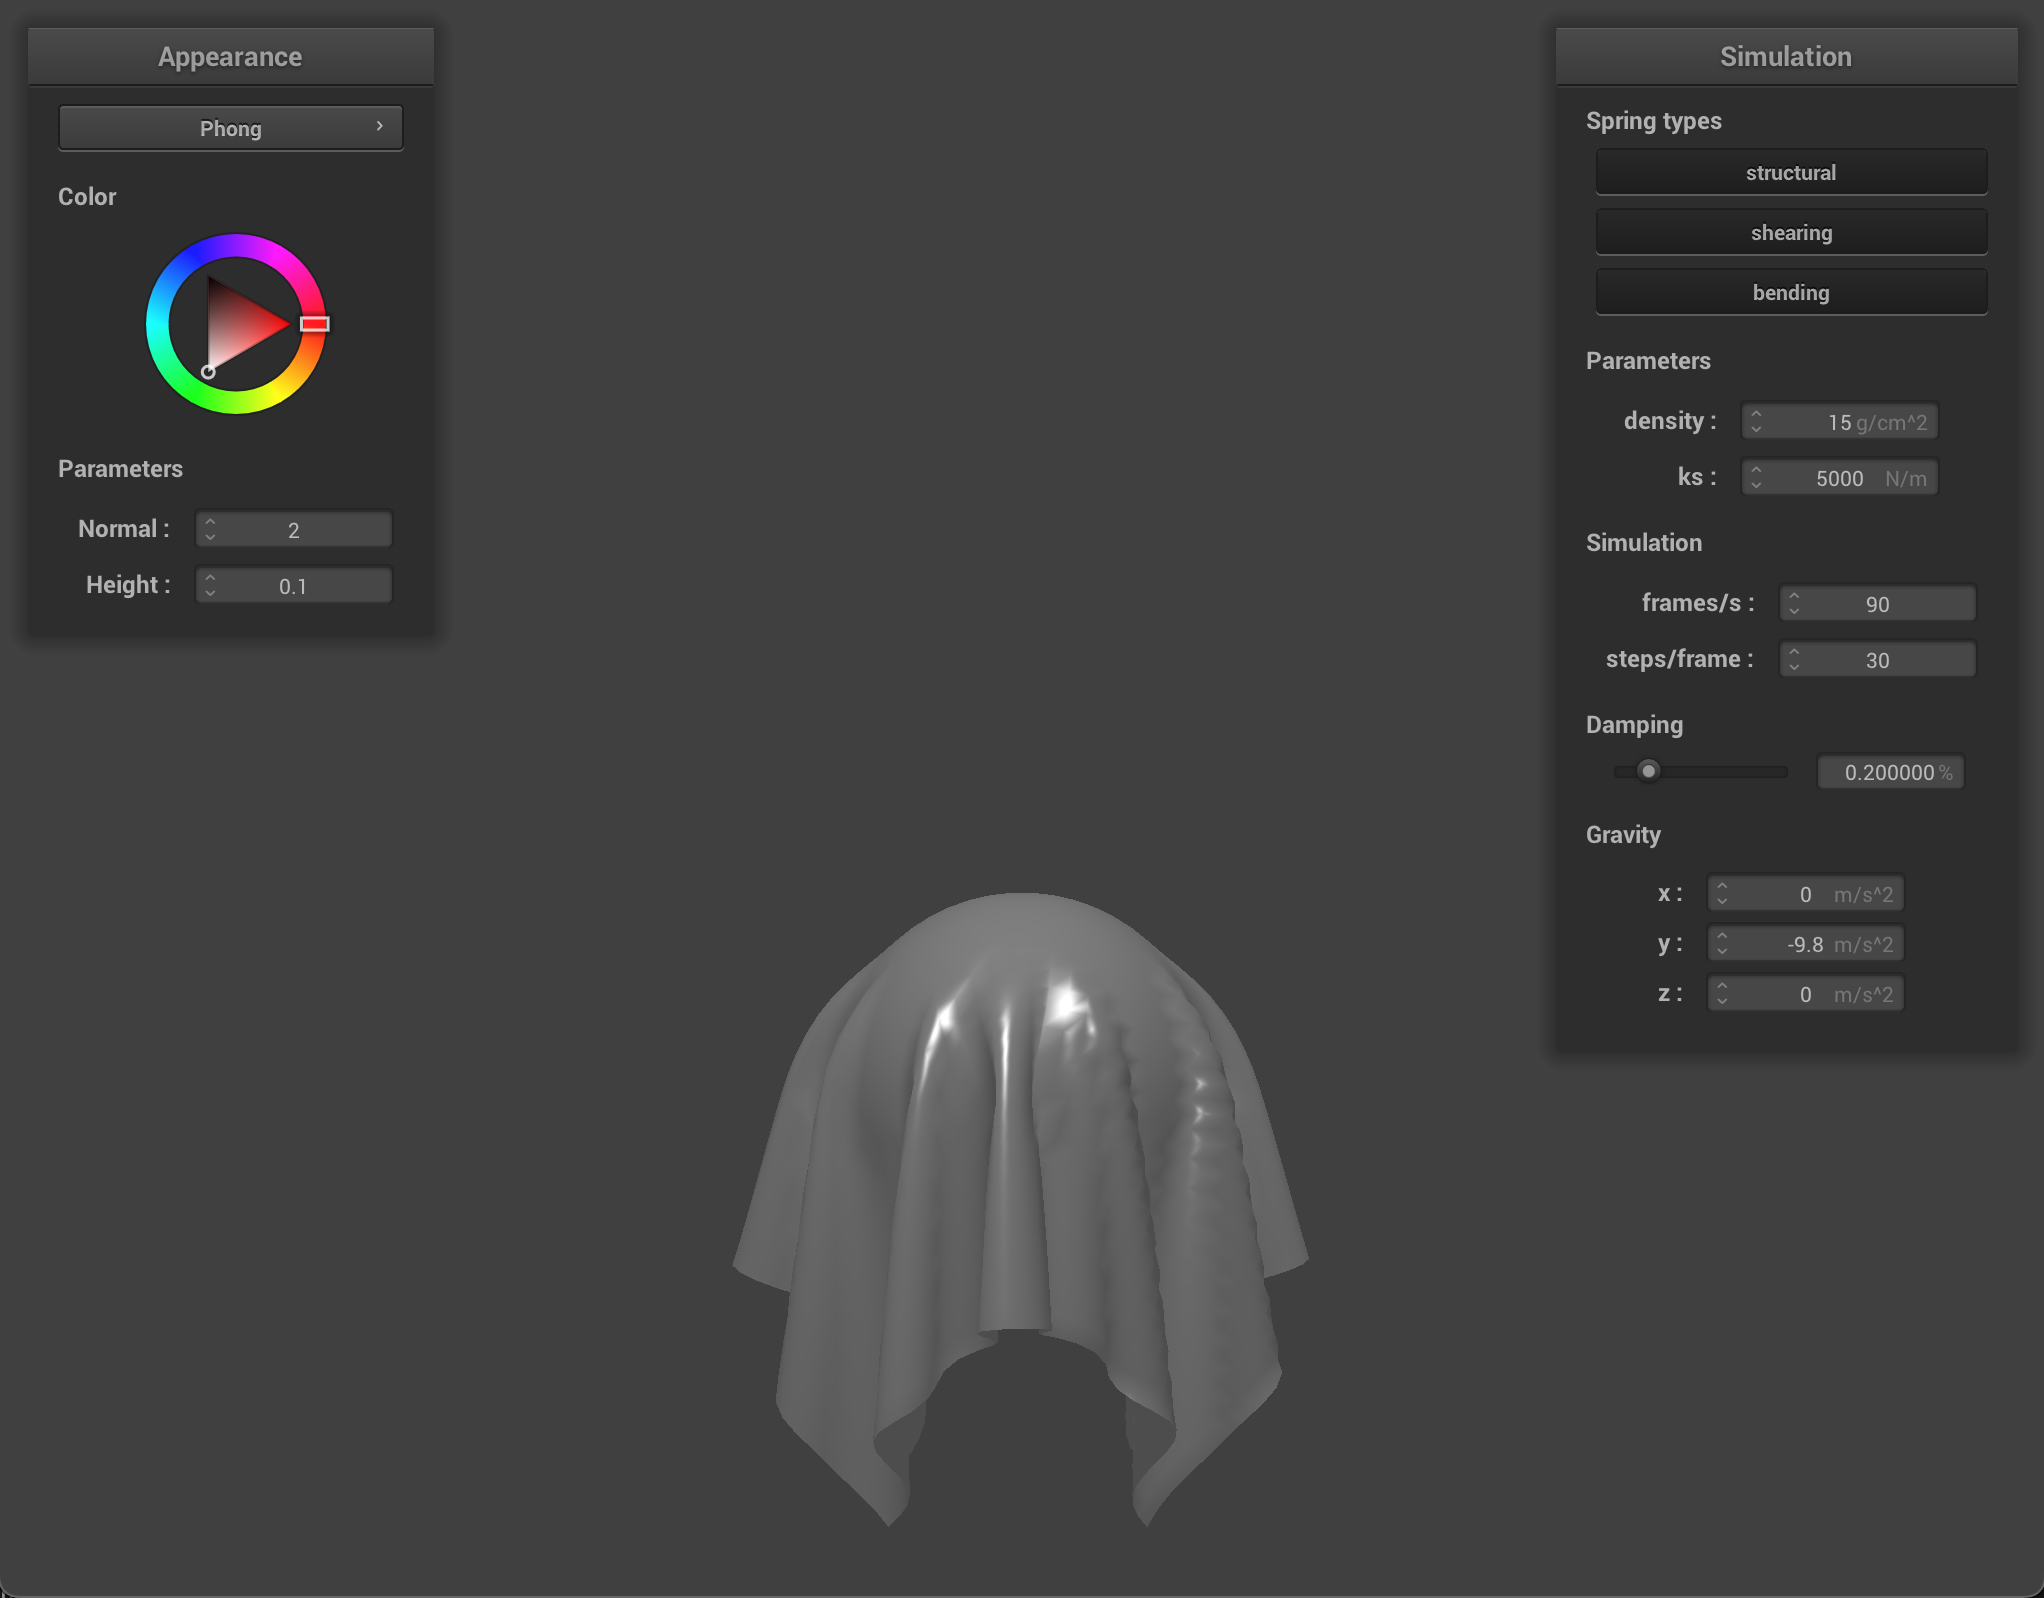 Appearance
Phong
Color
Parameters
Normal : 2
Height : 0.1
Simulation
Spring types
structural
shearing
bending
Parameters
density : 15 g/cm^2
ks : 5000 N/m
Simulation
frames/s : 90
steps/frame : 30
Damping
0.200000 %
Gravity
x : 0 m/s^2
y : -9.8 m/s^2
z : 0 m/s^2